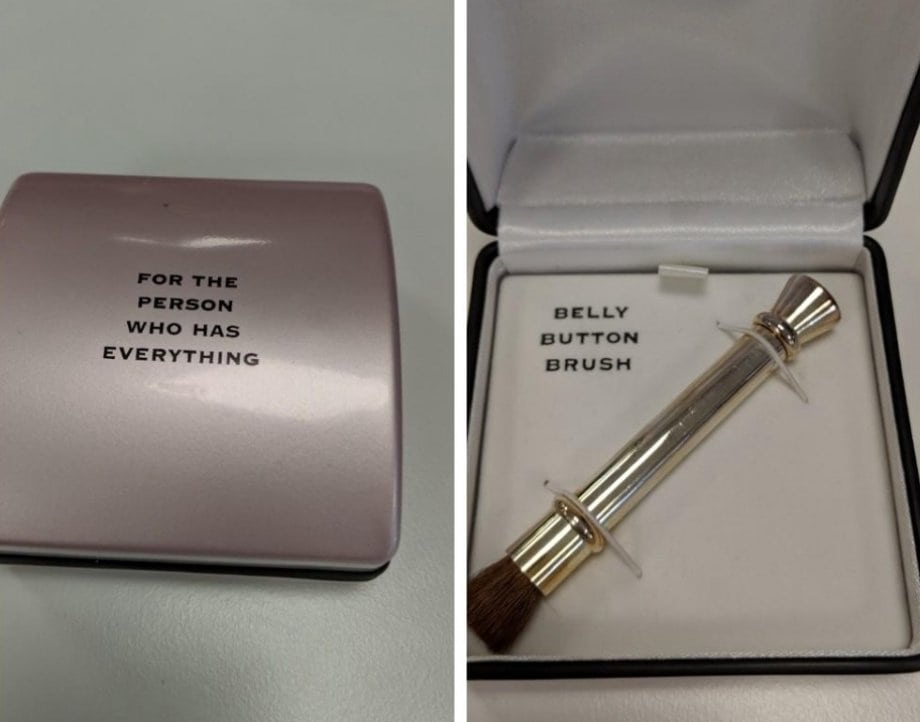 FOR THE
PERSON
WHO HAS
EVERYTHING
BELLY
BUTTON
BRUSH